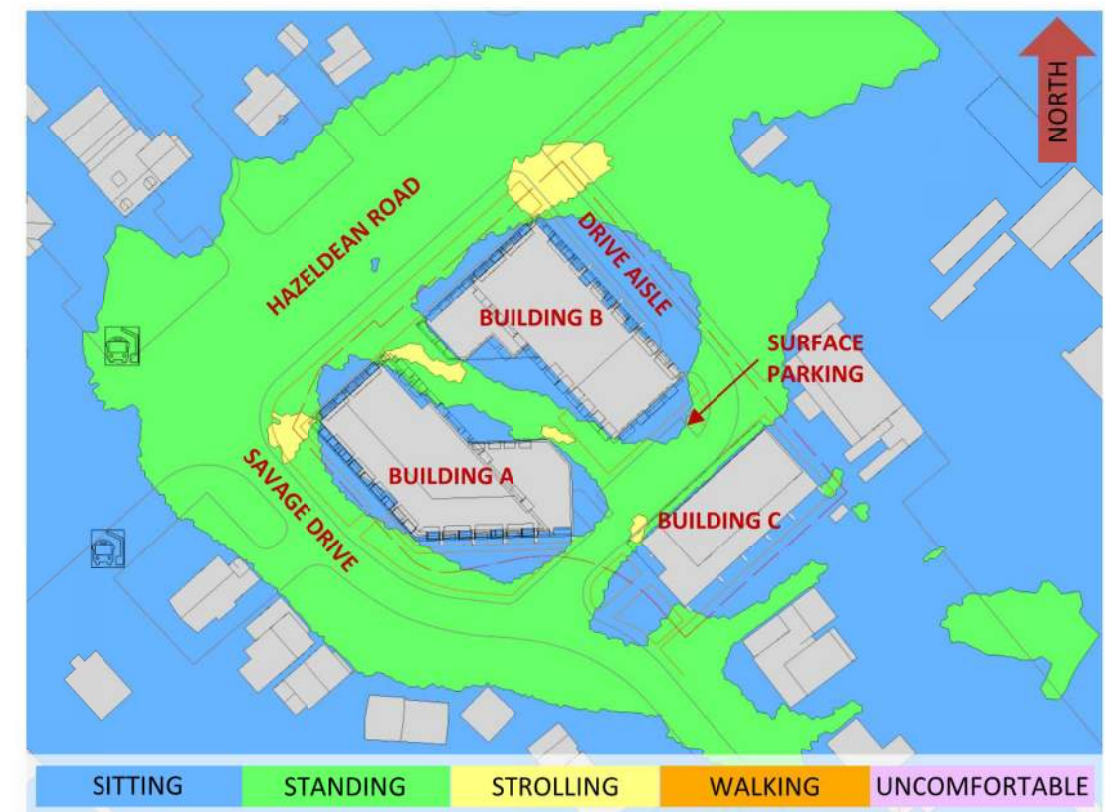 NORTH
HAZELDEAN ROAD
DRIVE AISLE
BUILDING B
SURFACE
PARKING
BUILDING A
SAVAGE DRIVE
BUILDING C
SITTING
STANDING
STROLLING
WALKING
UNCOMFORTABLE